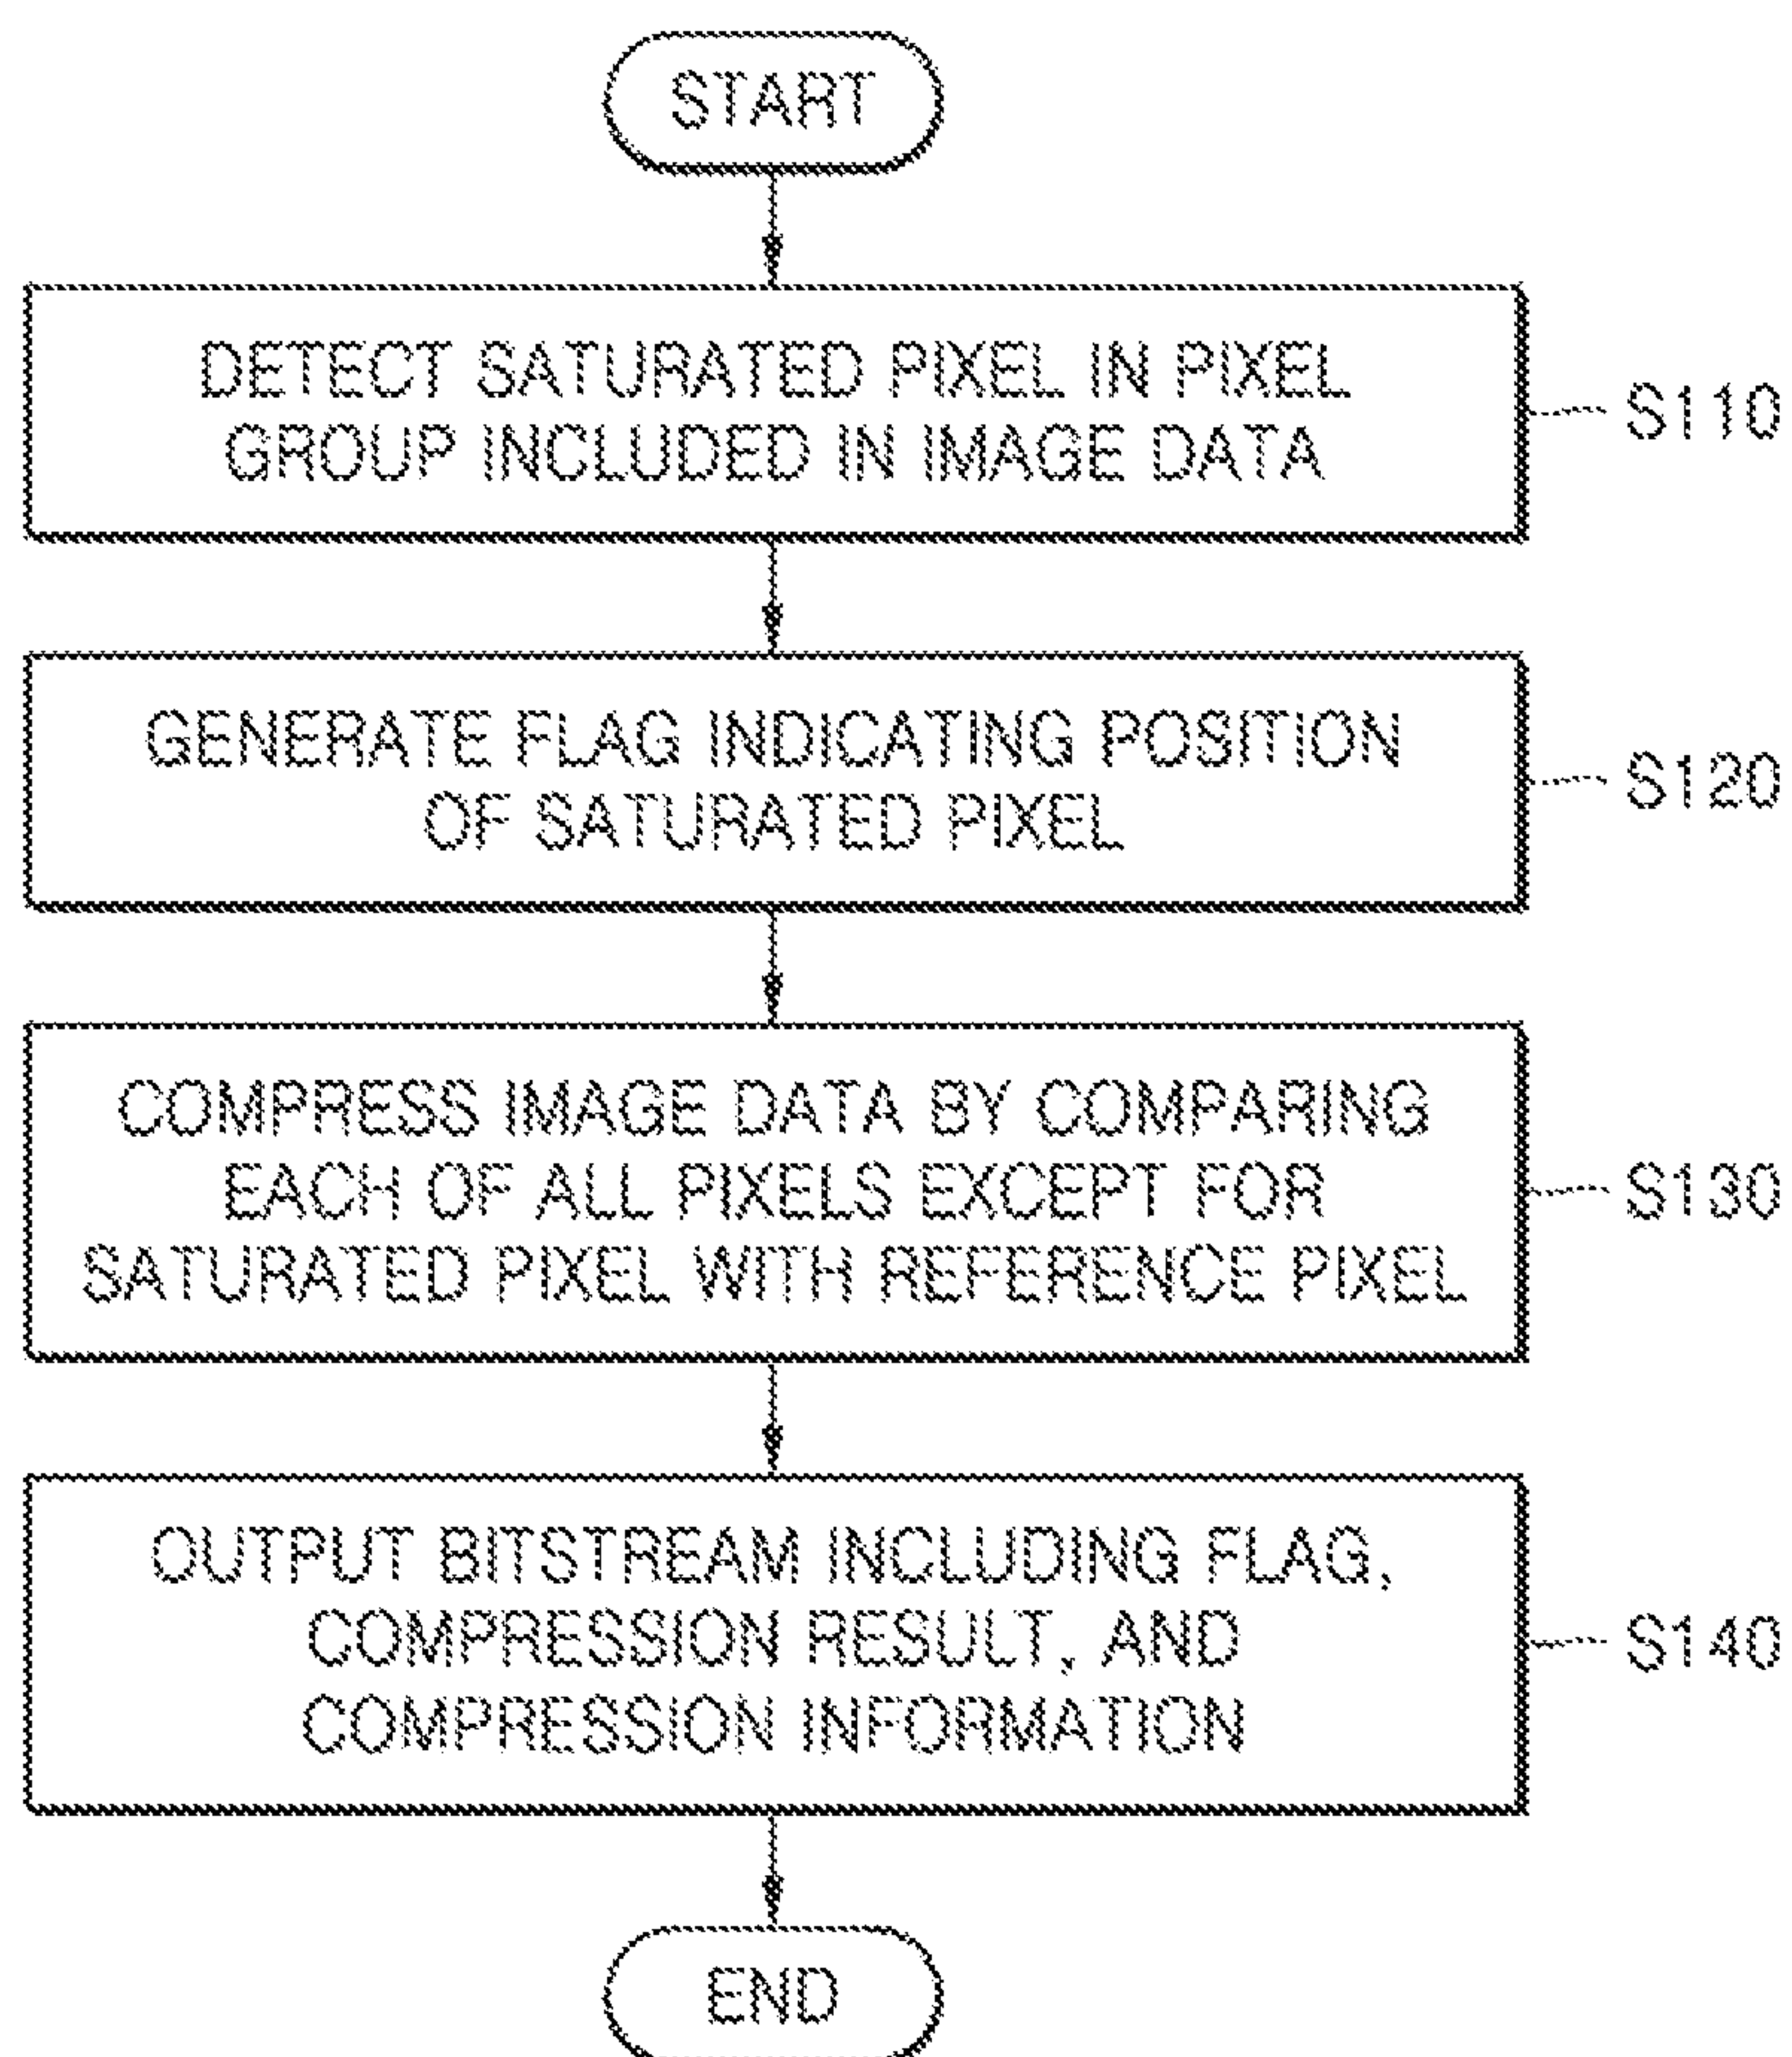 START
DETECT SATURATED PIXEL IN PIXEL
GROUP INCLUDED IN IMAGE DATA
S110
GENERATE FLAG INDICATING POSITION
OF SATURATED PIXEL
S120
COMPRESS IMAGE DATA BY COMPARING
EACH OF ALL PIXELS EXCEPT FOR
SATURATED PIXEL WITH REFERENCE PIXEL
S130
OUTPUT BITSTREAM INCLUDING FLAG,
COMPRESSION RESULT, AND
COMPRESSION INFORMATION
S140
END